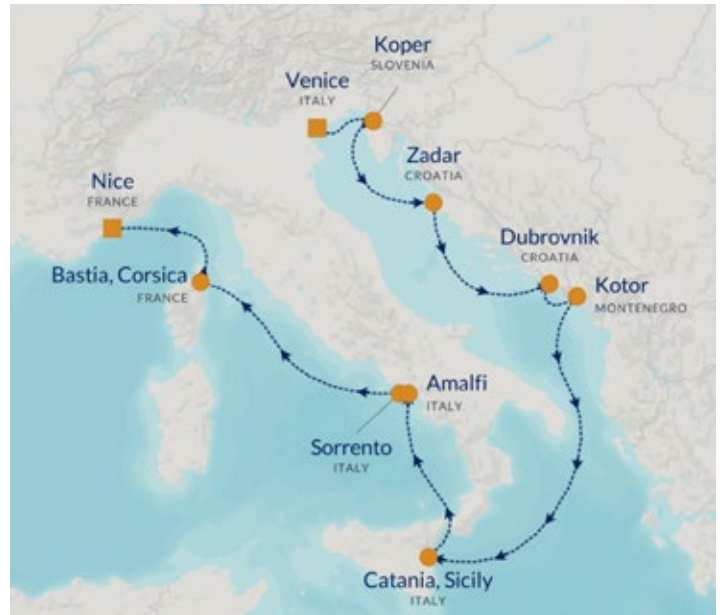 Koper
SLOVENIA
Venice
ITALY
Zadar
CROATIA
Nice
FRANCE
Dubrovnik
CROATIA
Bastia, Corsica
FRANCE
Kotor
MONTENEGRO
Amalfi
ITALY
Sorrento
ITALY
Catania, Sicily
ITALY